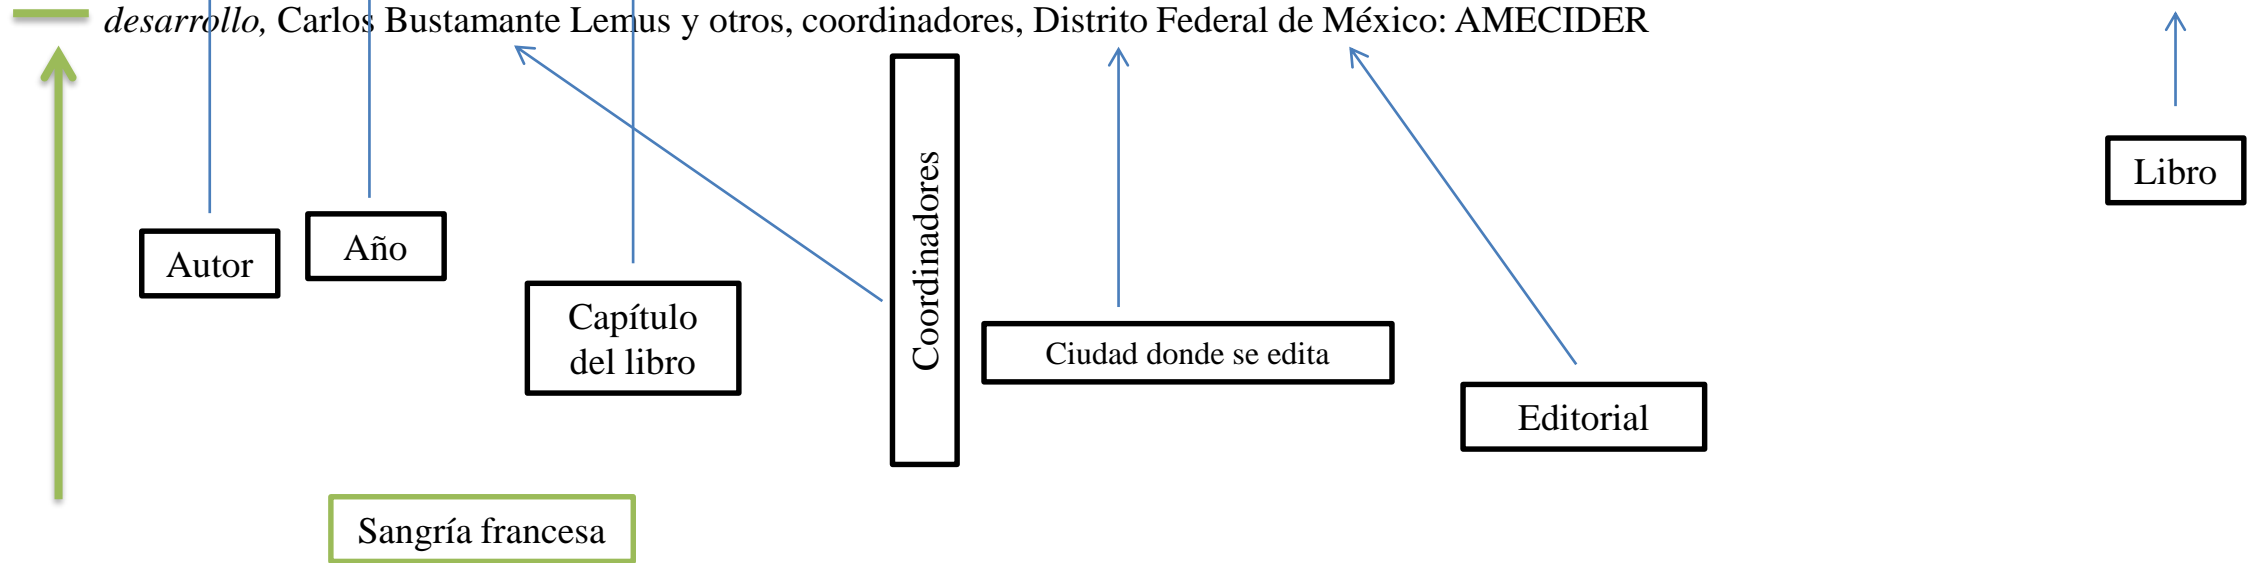 desarrollo, Carlos Bustamante Lemus y otros, coordinadores, Distrito Federal de México: AMECIDER
Autor
Año
Capítulo
del libro
Coordinadores
Ciudad donde se edita
Editorial
Libro
Sangría francesa